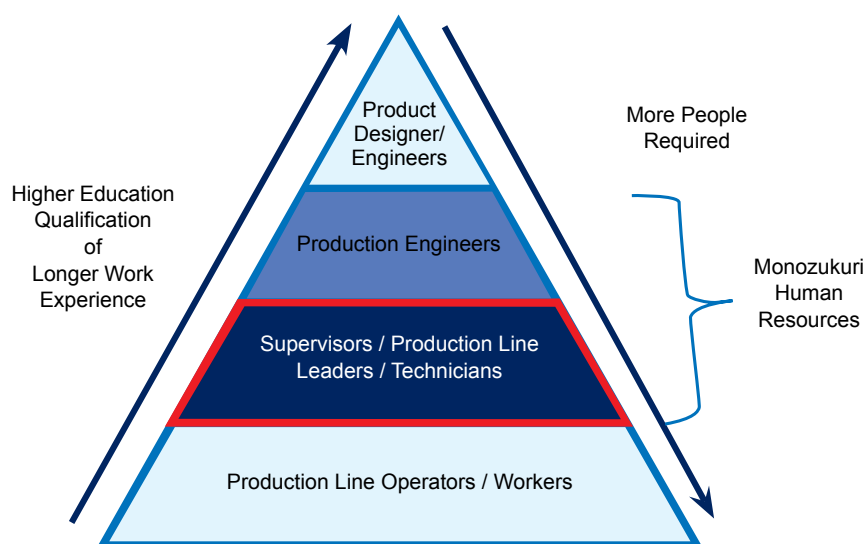 Product
Designer/
Engineers
More People
Required
Higher Education
Qualification
of
Longer Work
Experience
Production Engineers
Monozukuri
Human
Resources
Supervisors / Production Line
Leaders / Technicians
Production Line Operators / Workers